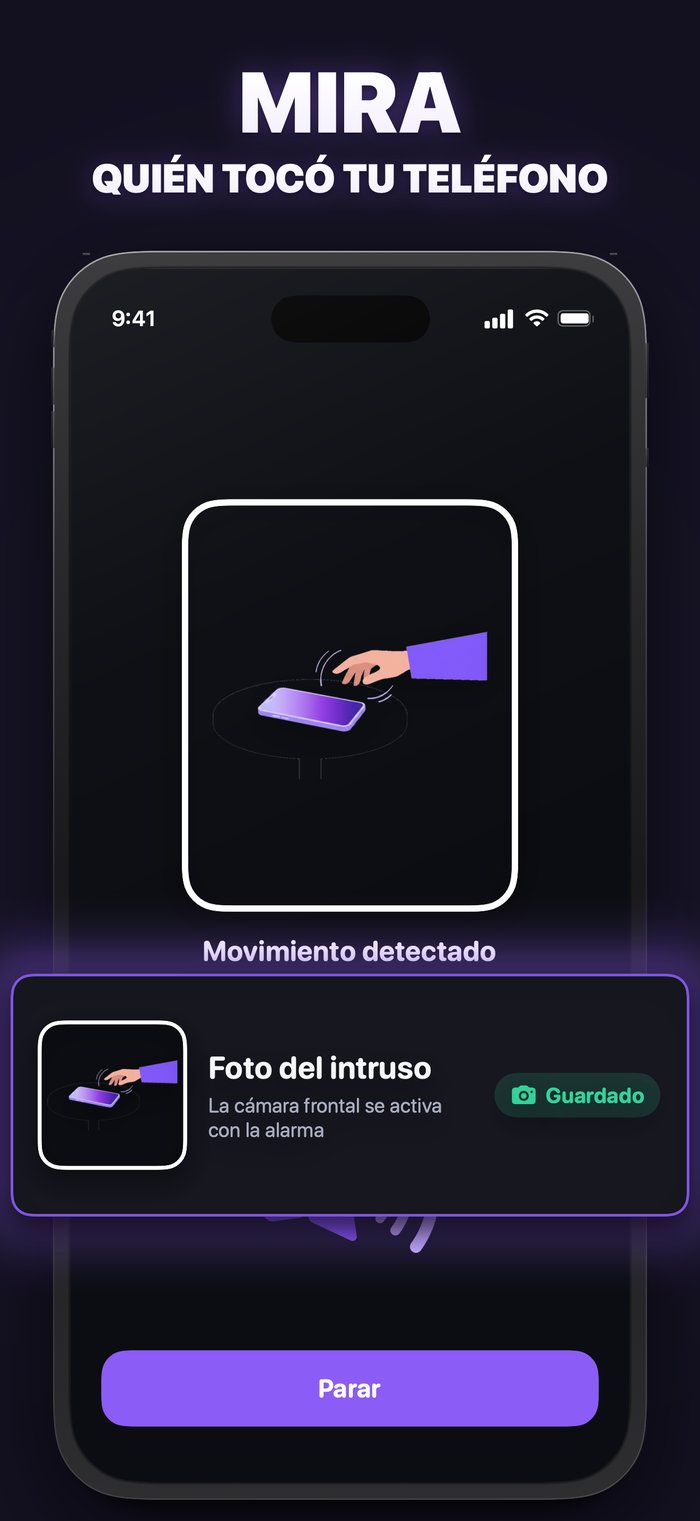 MIRA
QUIÉN TOCÓ TU TELÉFONO
9:41
Movimiento detectado
Foto del intruso
La cámara frontal se activa
con la alarma
Guardado
Parar